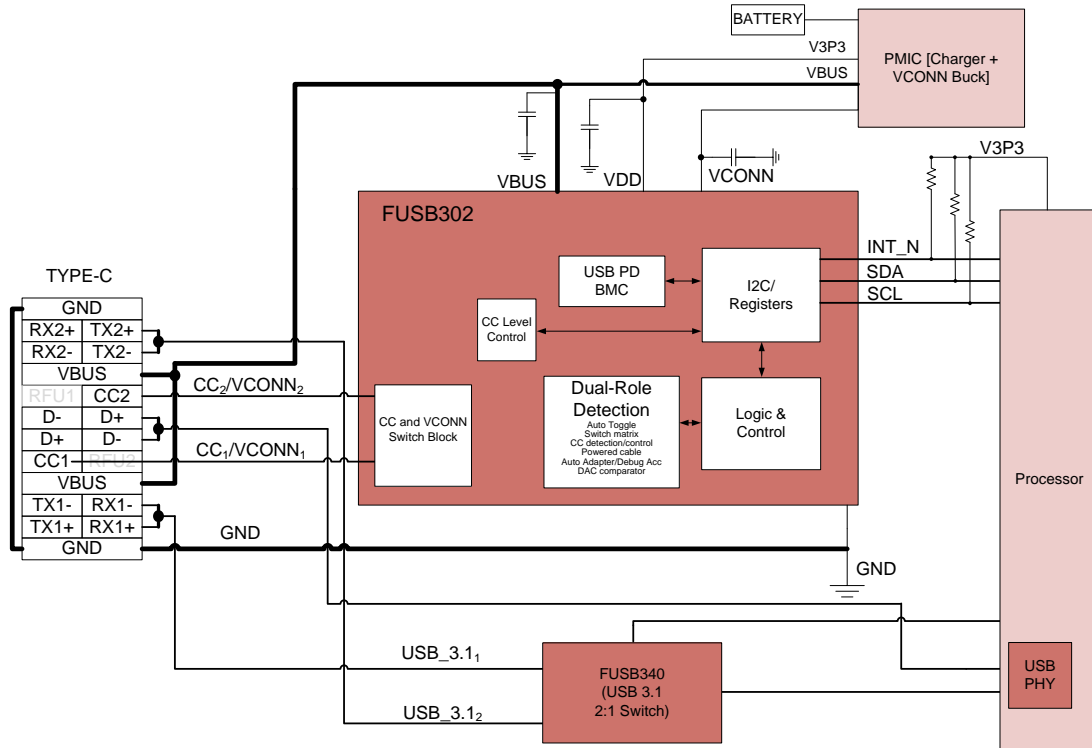 BATTERY
V3P3
VBUS
PMIC [Charger +
VCONN Buck]
VBUS
VDD
VCONN
V3P3
FUSB302
USB PD
BMC
I2C/
Registers
INT_N
SDA
SCL
CC Level
Control
TYPE-C
GND
RX2+ TX2+
RX2- TX2-
VBUS
RFU1 CC2
D- D+
D+ D-
CC1 RFU2
VBUS
TX1- RX1-
TX1+ RX1+
GND
CC2/VCONN2
CC1/VCONN1
CC and VCONN
Switch Block
Dual-Role
Detection
Auto Toggle
Switch matrix
CC detection/control
Powered cable
Auto Adapter/Debug Acc
DAC comparator
Logic &
Control
Processor
GND
GND
USB_3.11
USB_3.12
FUSB340
(USB 3.1
2:1 Switch)
USB
PHY